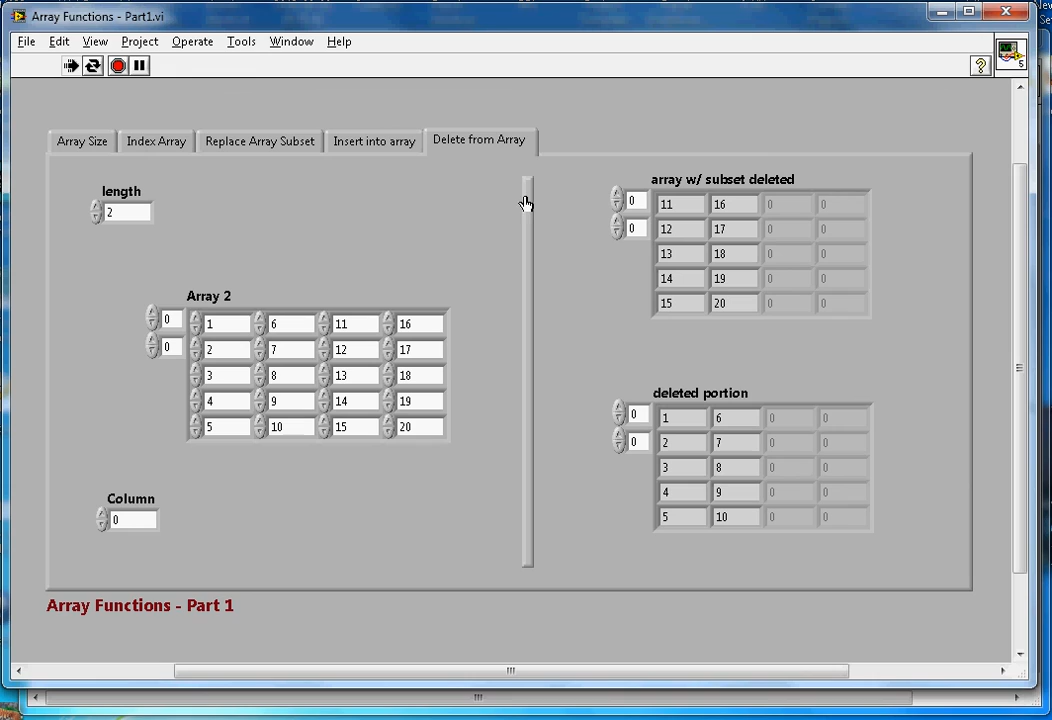 Array Functions - Part1.vi
File Edit View Project Operate Tools Window Help
?
5
Array Size Index Array Replace Array Subset Insert into array Delete from Array
length
2
Array 2
0
0
1 6 11 16
2 7 12 17
3 8 13 18
4 9 14 19
5 10 15 20
Column
0
array w/ subset deleted
0
0
11 16 0 0
12 17 0 0
13 18 0 0
14 19 0 0
15 20 0 0
deleted portion
0
0
1 6 0 0
2 7 0 0
3 8 0 0
4 9 0 0
5 10 0 0
Array Functions - Part 1